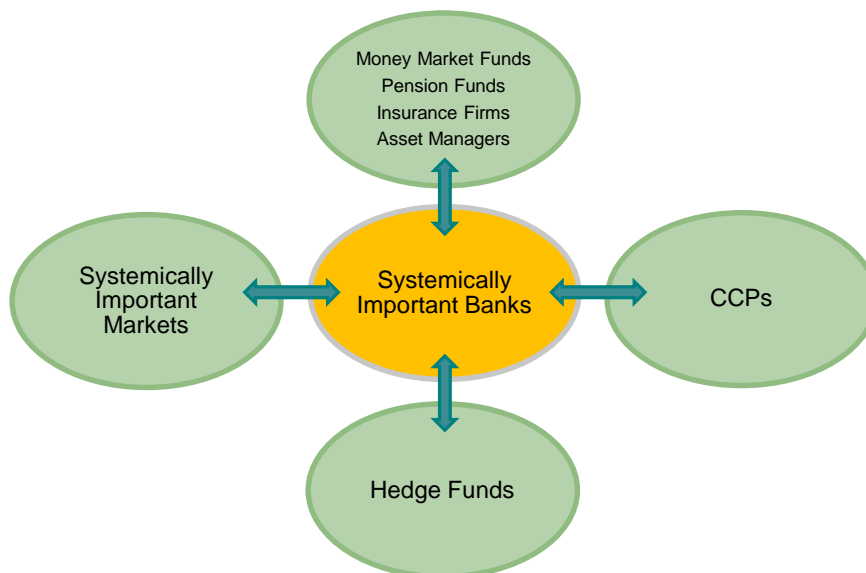 Money Market Funds
Pension Funds
Insurance Firms
Asset Managers
Systemically
Important
Markets
Systemically
Important Banks
CCPs
Hedge Funds